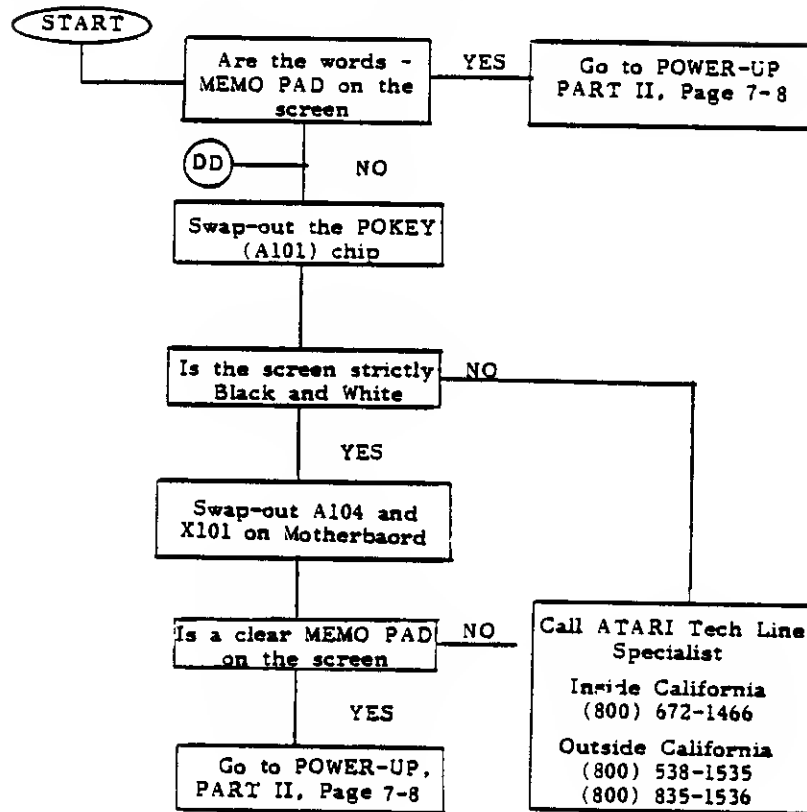 START
Are the words -
MEMO PAD on the
screen
YES
Go to POWER-UP
PART II, Page 7-8
DD
NO
Swap-out the POKEY
(A101) chip
Is the screen strictly
Black and White
NO
YES
Swap-out A104 and
X101 on Motherbaord
Is a clear MEMO PAD
on the screen
NO
YES
Go to POWER-UP,
PART II, Page 7-8
Call ATARI Tech Line
Specialist
Inside California
(800) 672-1466
Outside California
(800) 538-1535
(800) 835-1536